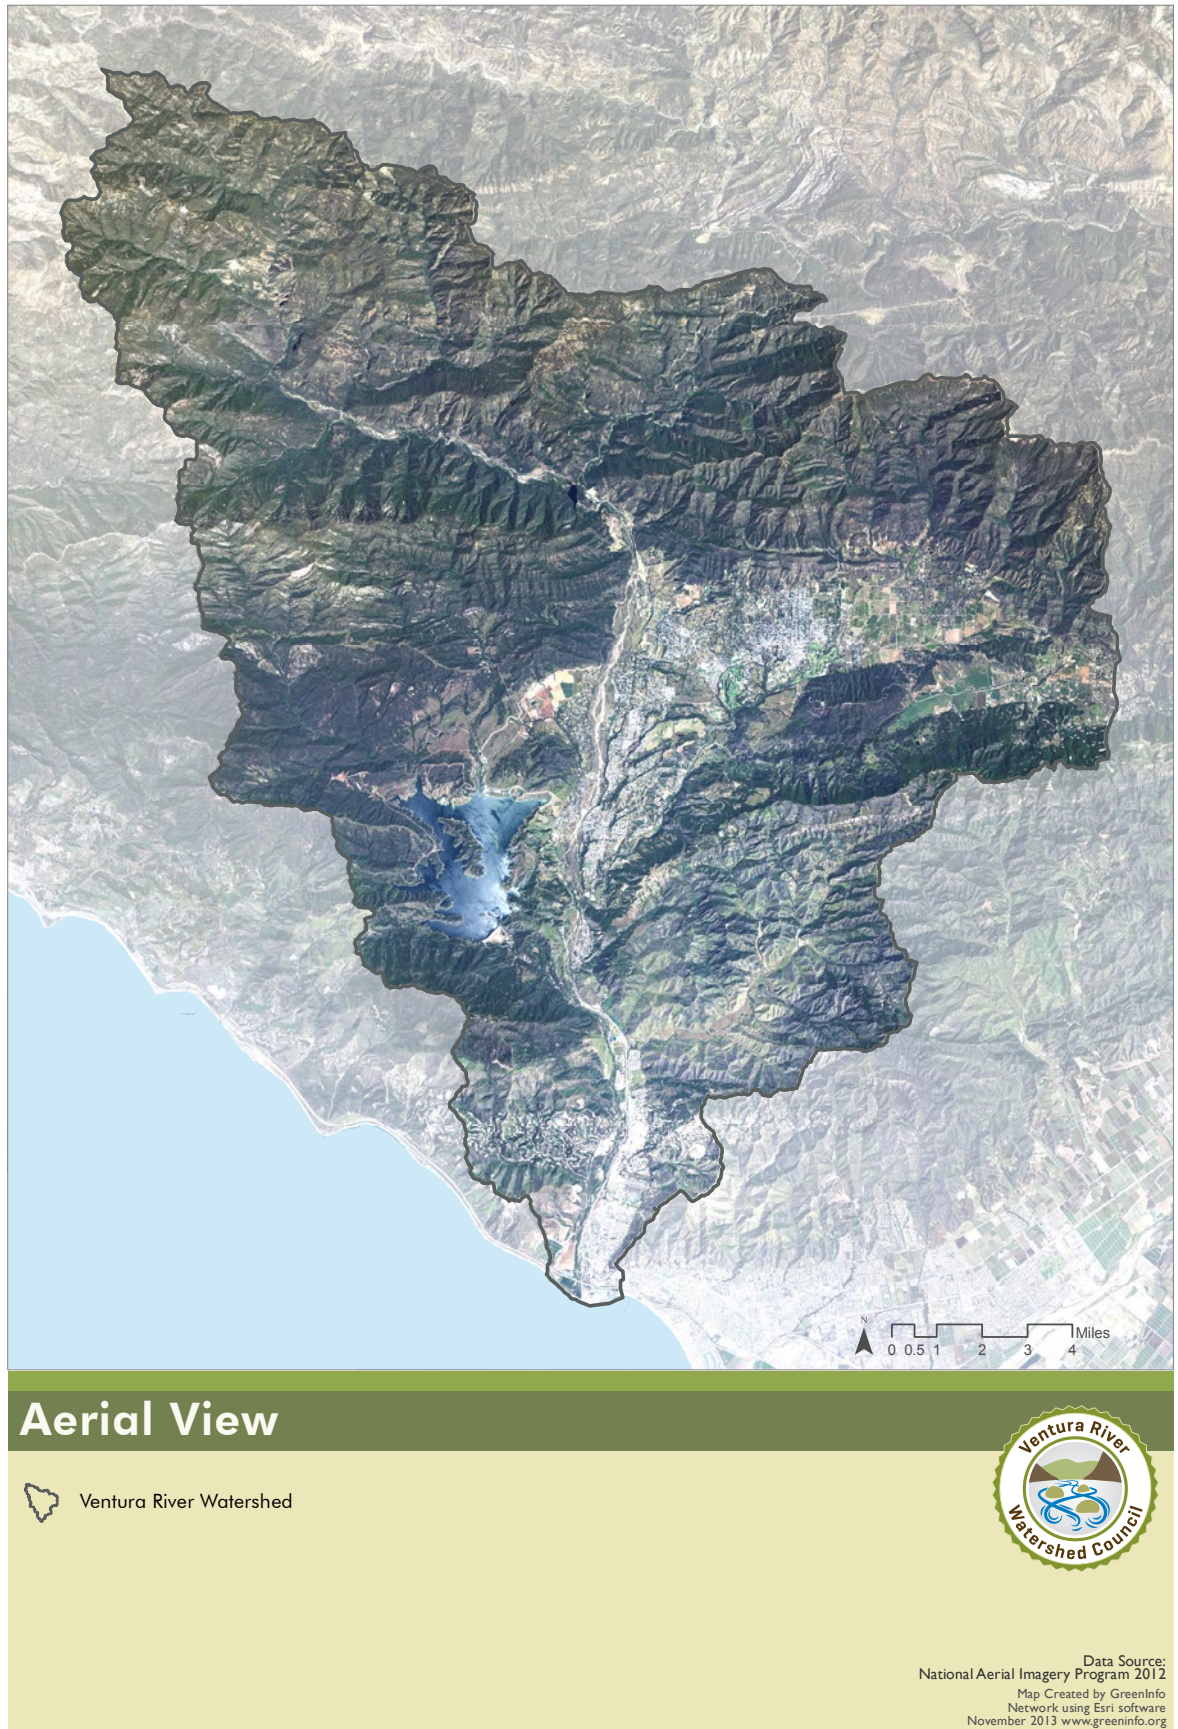 N
0 0.5 1 2 3 4 Miles
Aerial View
Ventura River Watershed
Ventura River
Watershed Council
Data Source:
National Aerial Imagery Program 2012
Map Created by GreenInfo
Network using Esri software
November 2013 www.greeninfo.org